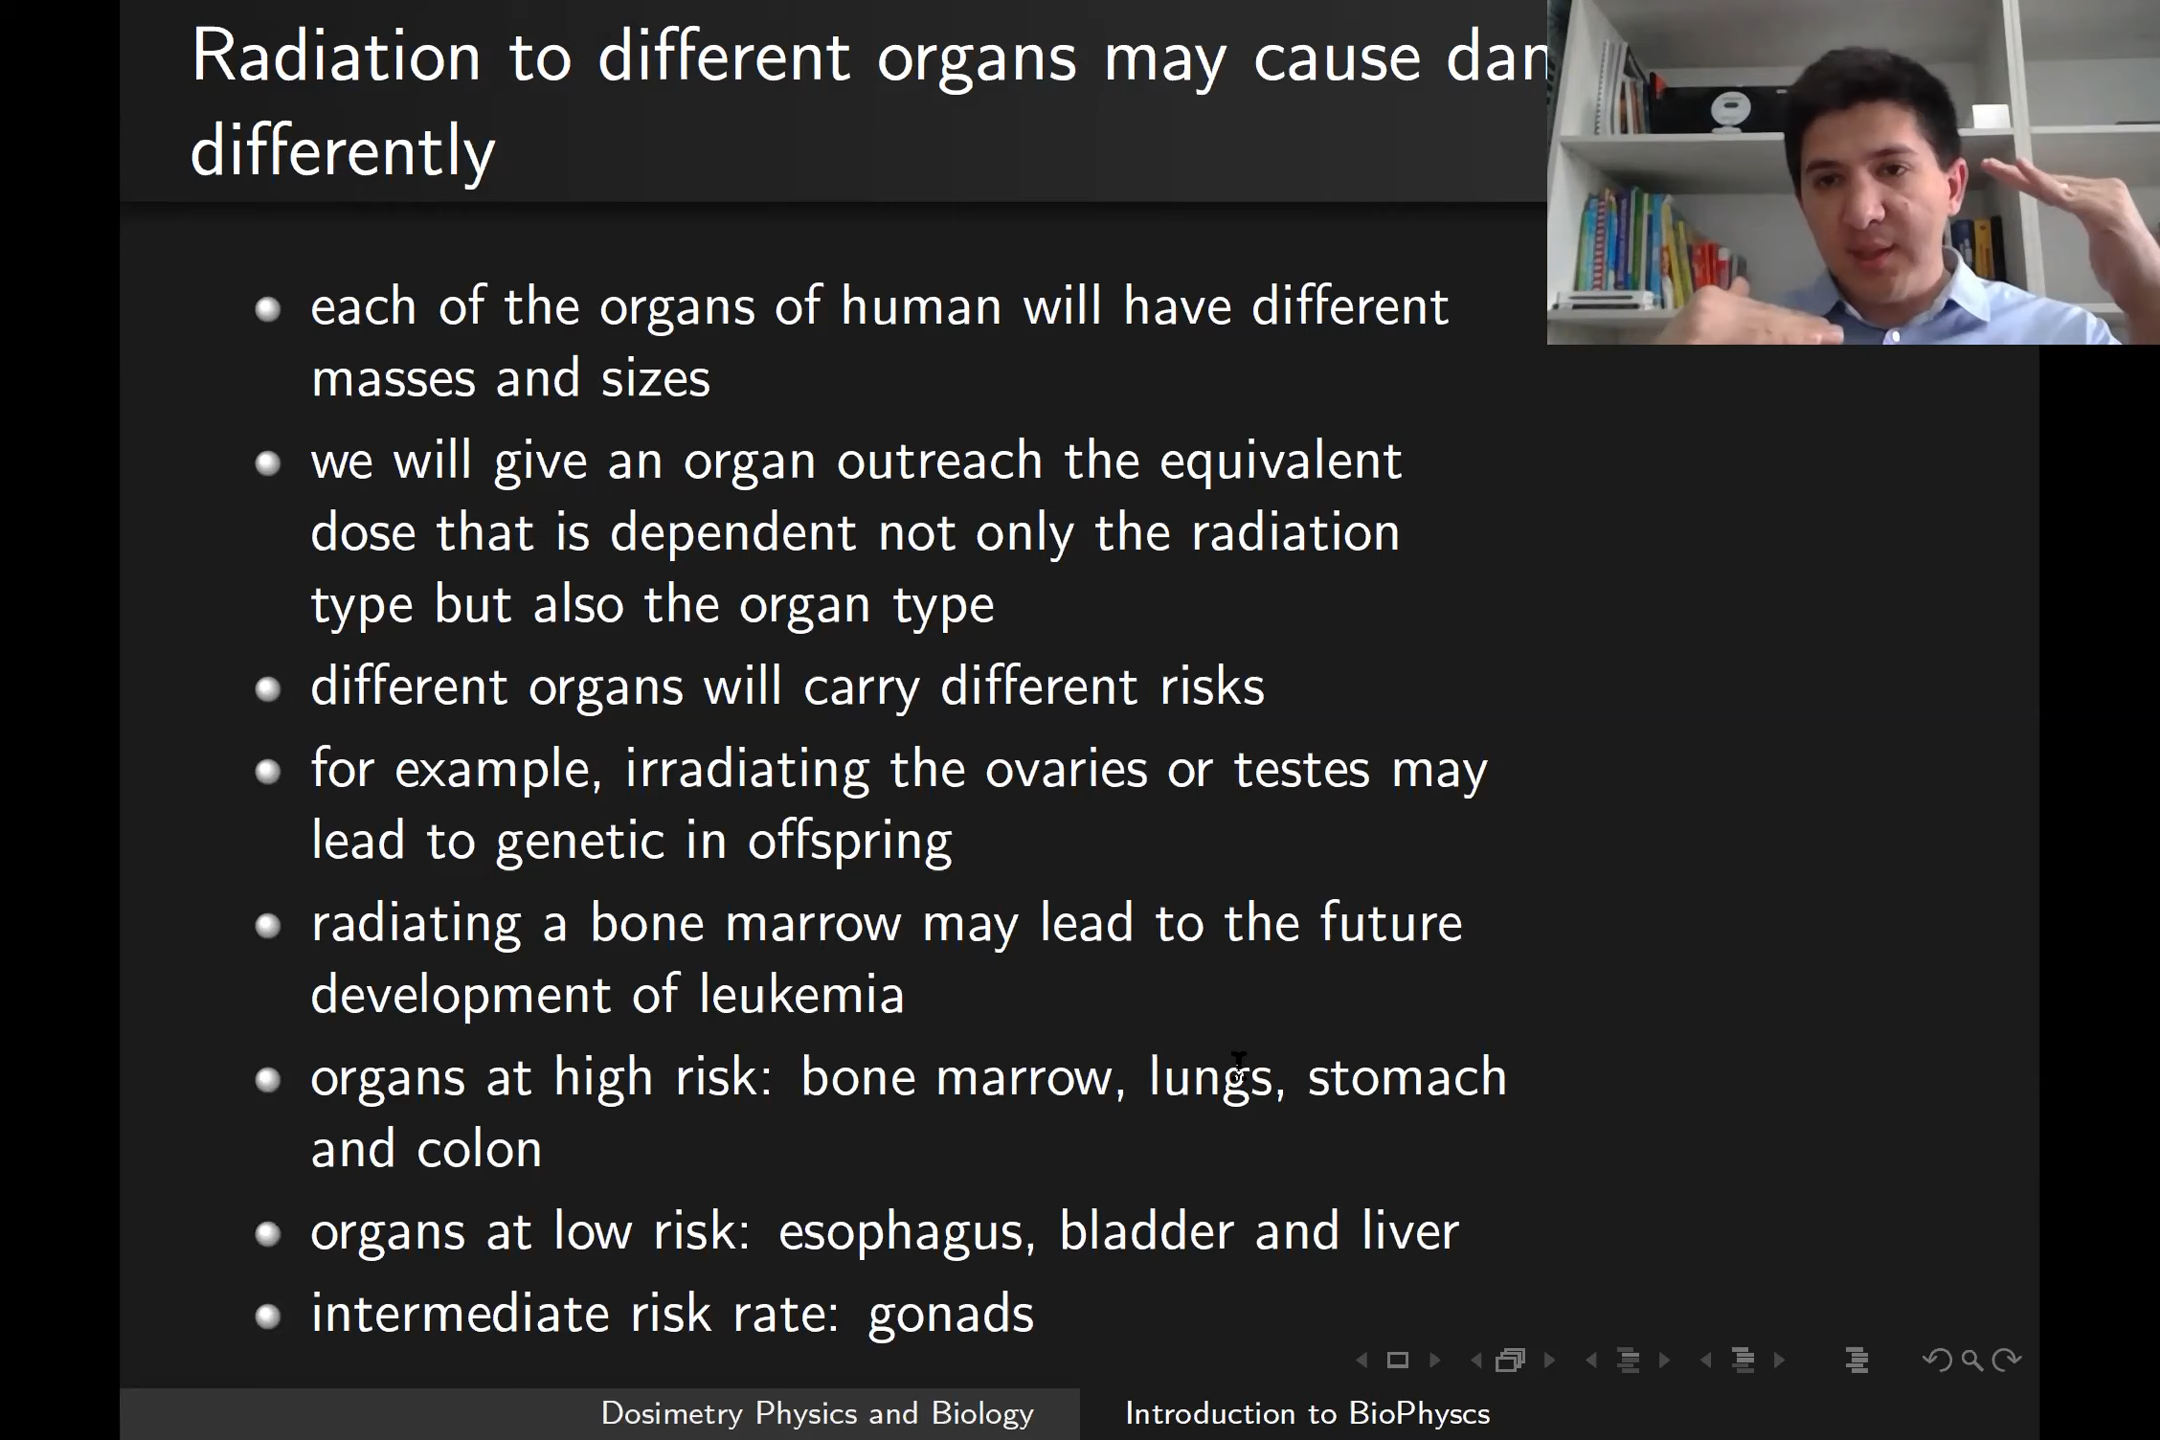 Radiation to different organs may cause
differently
each of the organs of human will have different
masses and sizes
we will give an organ outreach the equivalent
dose that is dependent not only the radiation
type but also the organ type
different organs will carry different risks
for example, irradiating the ovaries or testes may
lead to genetic in offspring
radiating a bone marrow may lead to the future
development of leukemia
organs at high risk: bone marrow, lungs, stomach
and colon
organs at low risk: esophagus, bladder and liver
intermediate risk rate: gonads
Dosimetry Physics and Biology
Introduction to BioPhyscs